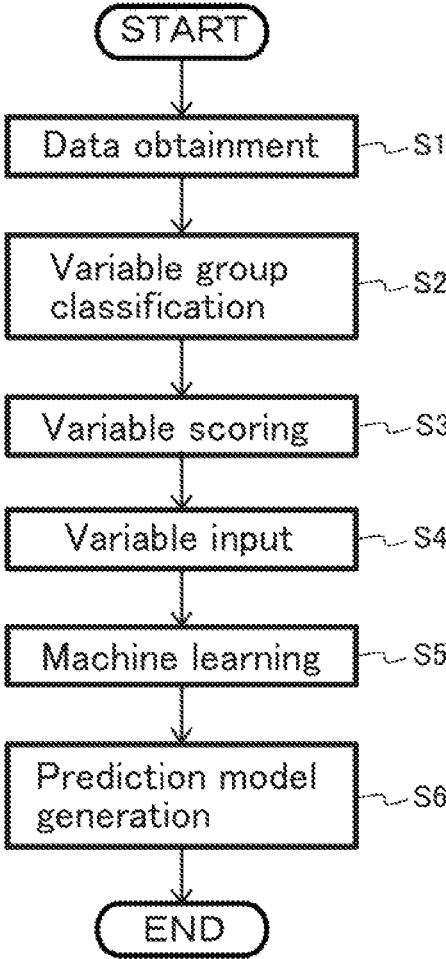 START
Data obtainment S1
Variable group
classification S2
Variable scoring S3
Variable input S4
Machine learning S5
Prediction model
generation S6
END